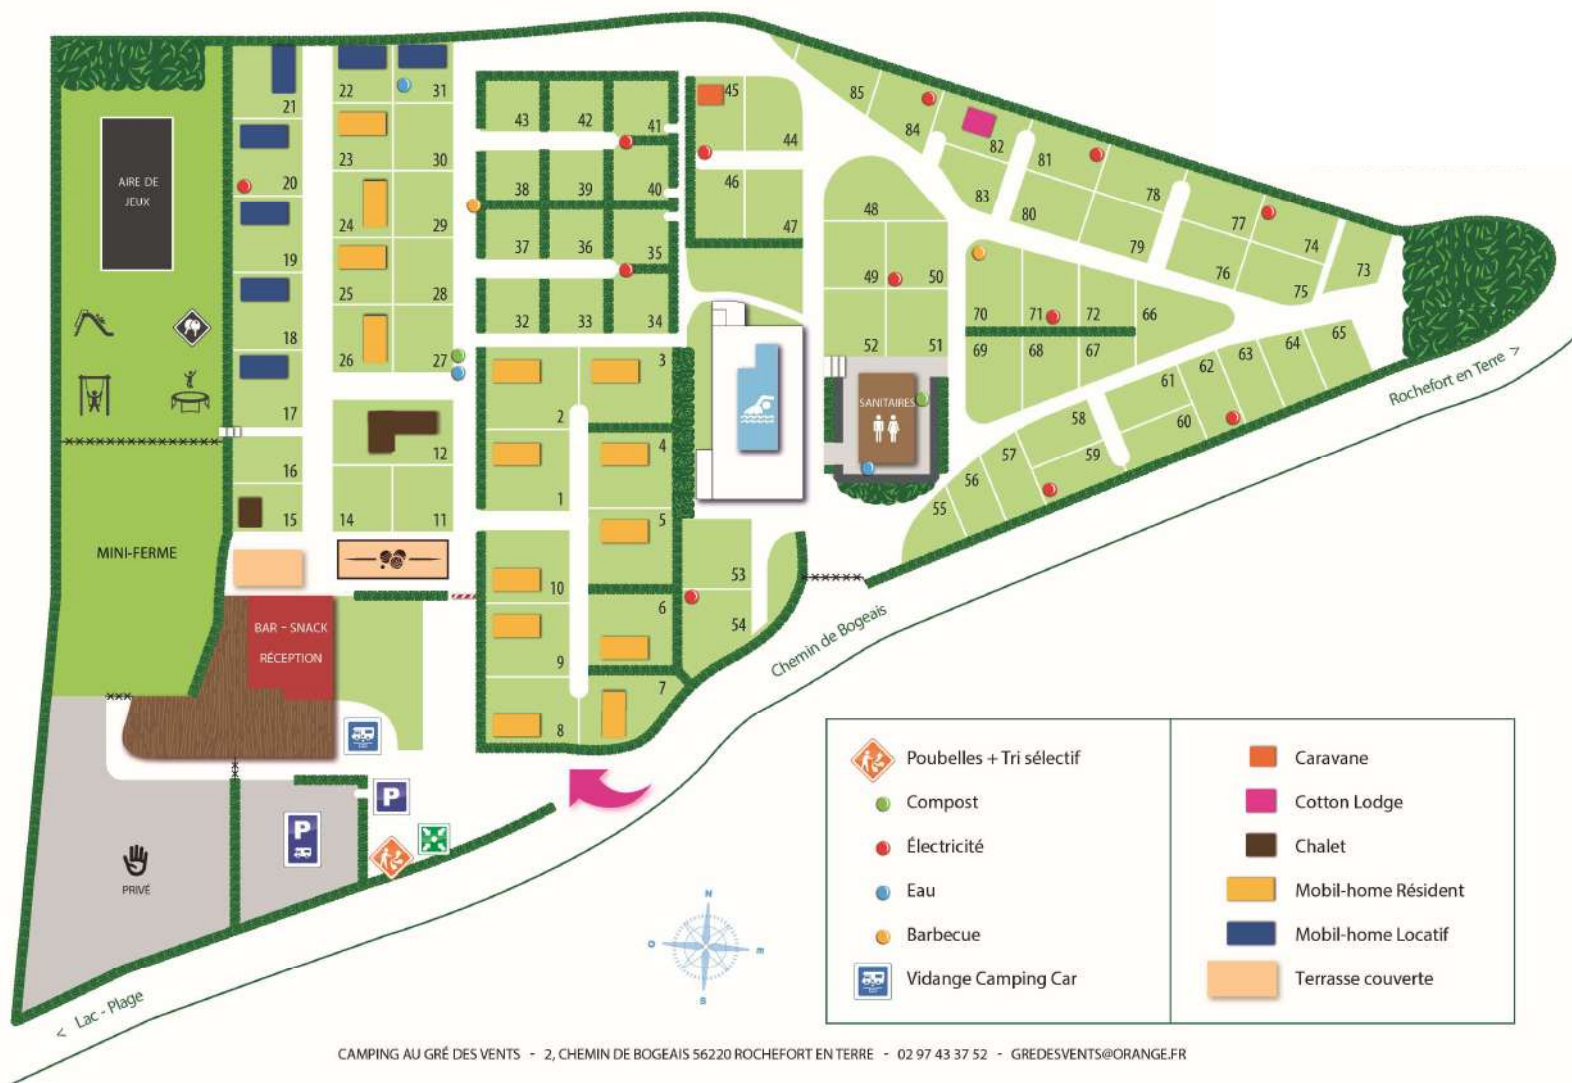 AIRE DE
JEUX
MINI-FERME
BAR - SNACK
RÉCEPTION
PRIVÉ
P
P
SANITAIRES
21
20
19
18
17
16
15
22
31
23
30
24
29
25
28
26
27
12
14
11
43
42
41
38
39
40
37
36
35
32
33
34
3
2
4
1
5
10
6
9
7
8
45
44
46
47
53
54
48
49
50
52
51
85
84
82
83
81
80
78
79
77
76
74
75
73
70
71
72
66
69
68
67
65
64
63
62
61
60
58
59
57
56
55
Rochefort en Terre >
Chemin de Bogeais
< Lac - Plage
N
O
E
S
Poubelles + Tri sélectif
Compost
Électricité
Eau
Barbecue
Vidange Camping Car
Caravane
Cotton Lodge
Chalet
Mobil-home Résident
Mobil-home Locatif
Terrasse couverte
CAMPING AU GRÉ DES VENTS - 2, CHEMIN DE BOGEAIS 56220 ROCHEFORT EN TERRE - 02 97 43 37 52 - GREDESVENTS@ORANGE.FR